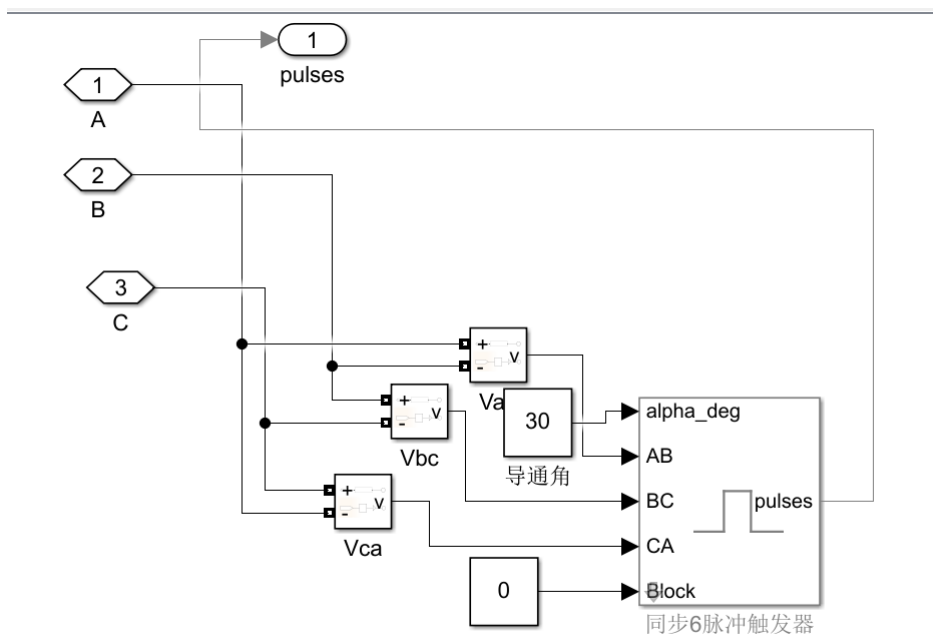 1
pulses
1
A
2
B
3
C
+
-
v
Va
+
-
v
Vbc
30
导通角
+
-
v
Vca
0
alpha_deg
AB
BC
CA
Block
pulses
同步6脉冲触发器